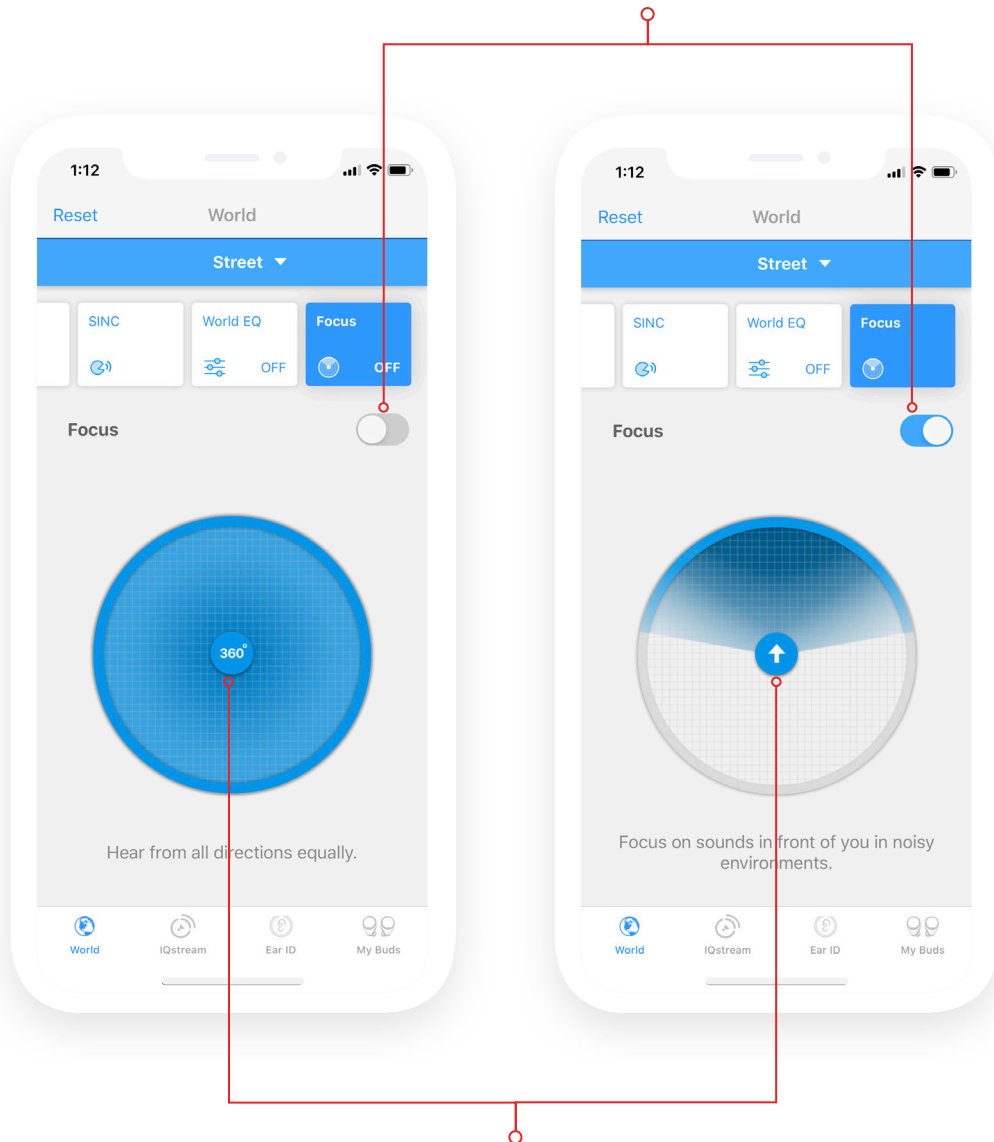 1:12
Reset World
Street
SINC World EQ Focus
OFF OFF
Focus
360°
Hear from all directions equally.
World IQstream Ear ID My Buds
1:12
Reset World
Street
SINC World EQ Focus
OFF
Focus
Focus on sounds in front of you in noisy
environments.
World IQstream Ear ID My Buds